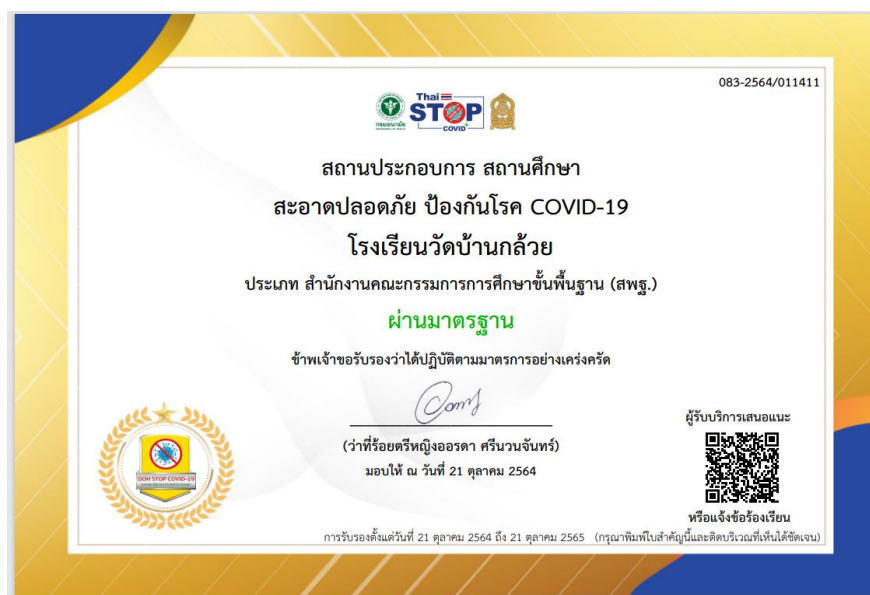 083-2564/011411
กรมอนามัย
Thai
STOP
COVID
สถานประกอบการ สถานศึกษา
สะอาดปลอดภัย ป้องกันโรค COVID-19
โรงเรียนวัดบ้านกล้วย
ประเภท สำนักงานคณะกรรมการการศึกษาขั้นพื้นฐาน (สพฐ.)
ผ่านมาตรฐาน
ข้าพเจ้าขอรับรองว่าได้ปฏิบัติตามมาตรการอย่างเคร่งครัด
(ว่าที่ร้อยตรีหญิงออรดา ศรีนวนจันทร์)
มอบให้ ณ วันที่ 21 ตุลาคม 2564
DOH STOP COVID-19
ผู้รับบริการเสนอแนะ
หรือแจ้งข้อร้องเรียน
การรับรองตั้งแต่วันที่ 21 ตุลาคม 2564 ถึง 21 ตุลาคม 2565 (กรุณาพิมพ์ใบสำคัญนี้และติดบริเวณที่เห็นได้ชัดเจน)